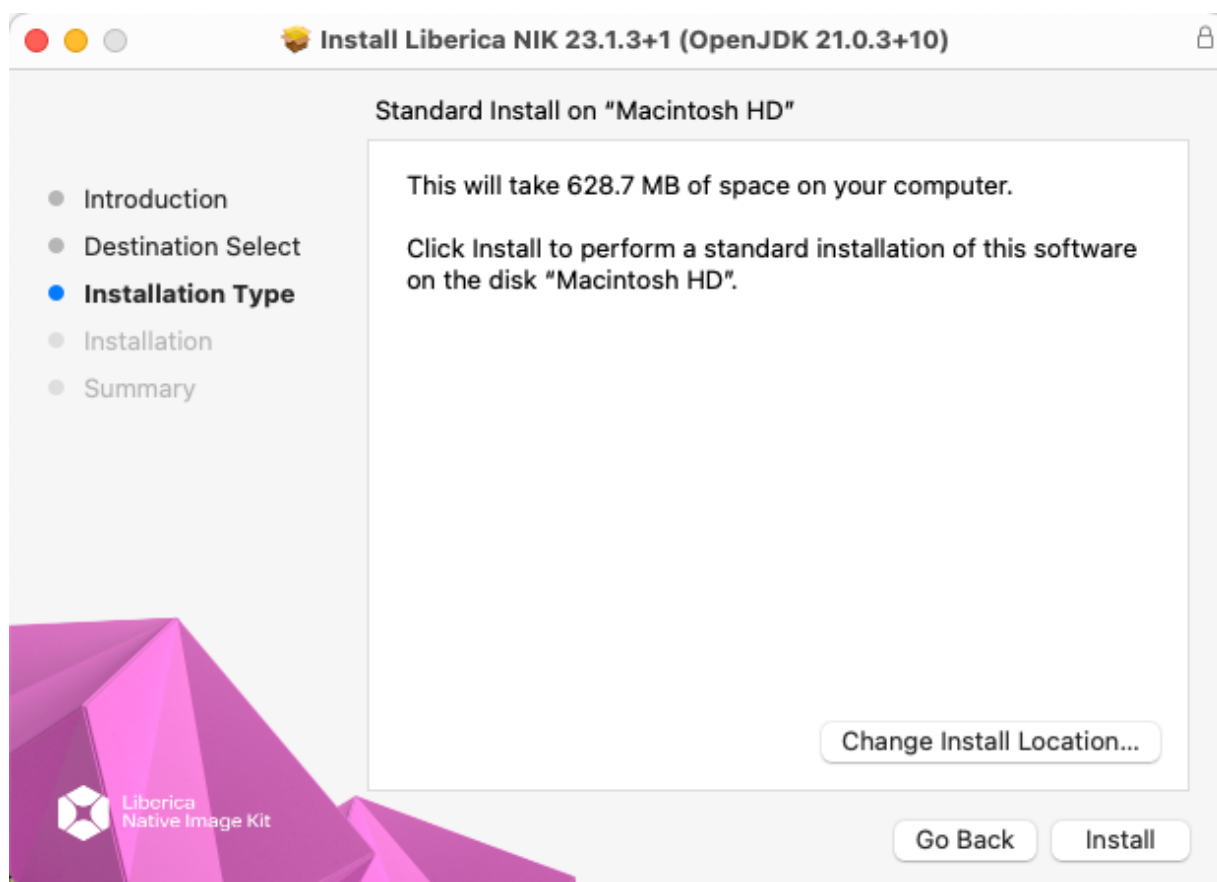 Install Liberica NIK 23.1.3+1 (OpenJDK 21.0.3+10)
Standard Install on “Macintosh HD”
Introduction
Destination Select
Installation Type
Installation
Summary
This will take 628.7 MB of space on your computer.
Click Install to perform a standard installation of this software
on the disk “Macintosh HD”.
Change Install Location...
Liberica
Native Image Kit
Go Back
Install